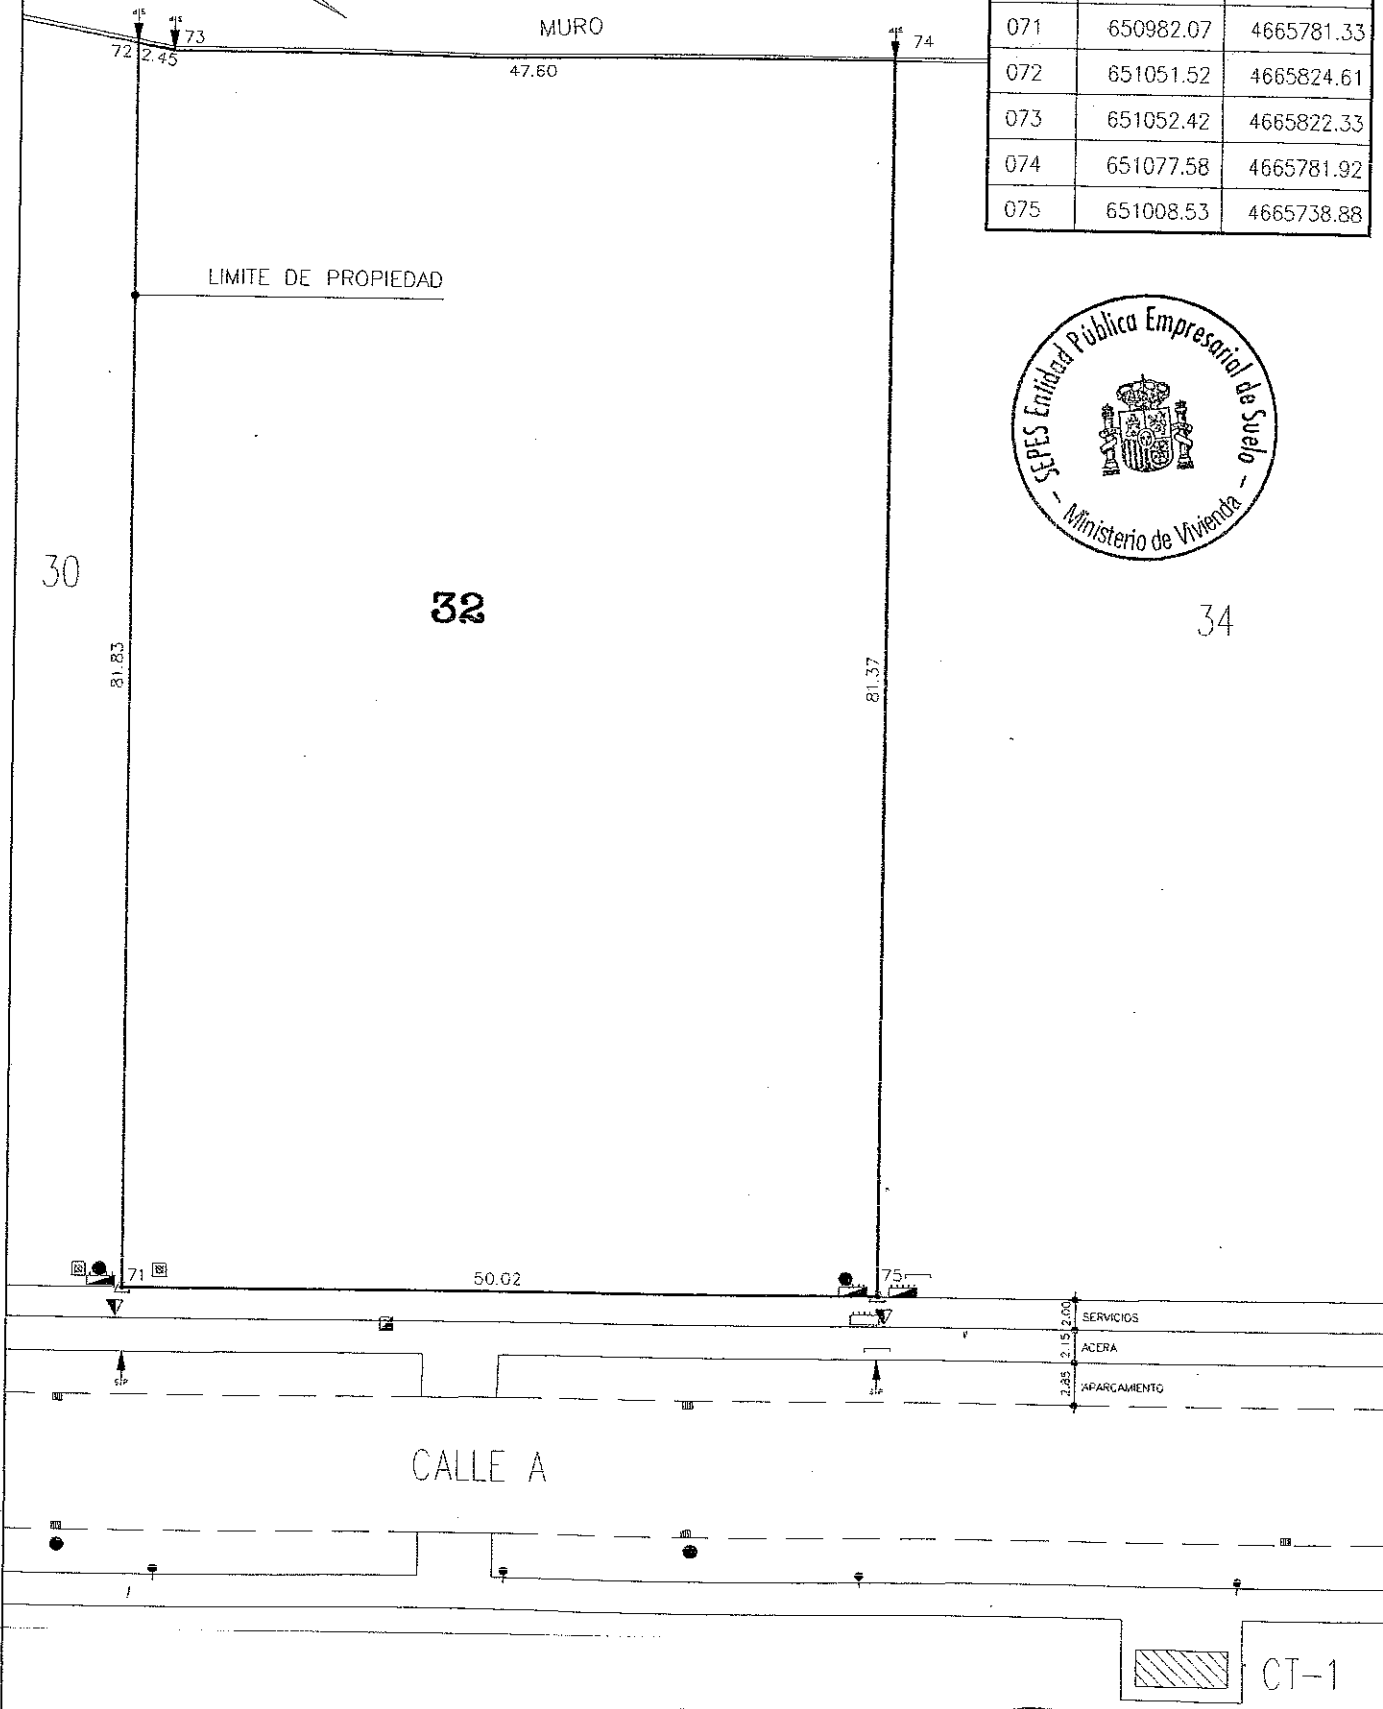 MURO
72
2.45
73
47.60
74
071 650982.07 4665781.33
072 651051.52 4665824.61
073 651052.42 4665822.33
074 651077.58 4665781.92
075 651008.53 4665738.88
LIMITE DE PROPIEDAD
SEPES Entidad Pública Empresarial de Suelo
- Ministerio de Vivienda -
30
32
34
81.83
81.37
71
50.02
75
2.00 SERVICIOS
2.15 ACERA
2.85 APARCAMIENTO
CALLE A
CT-1